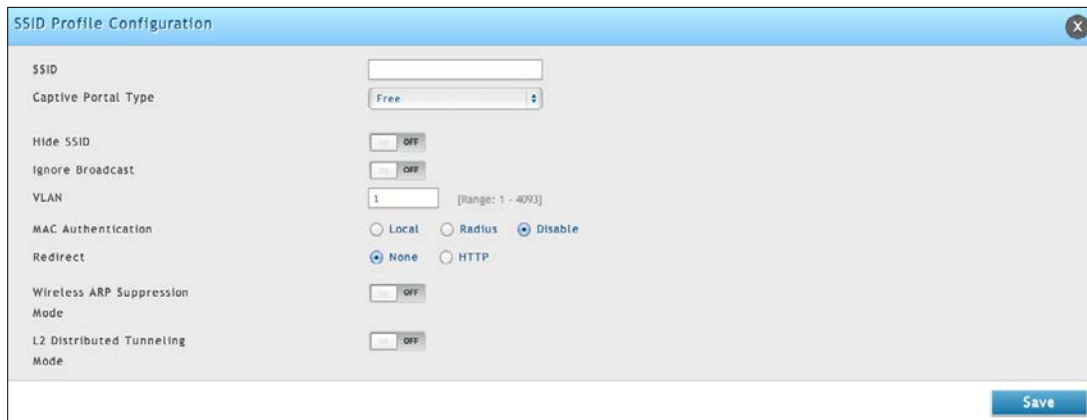 SSID Profile Configuration
X
SSID
Captive Portal Type
Free
Hide SSID
OFF
Ignore Broadcast
OFF
VLAN
1 [Range: 1 - 4093]
MAC Authentication
Local Radius Disable
Redirect
None HTTP
Wireless ARP Suppression
Mode
OFF
L2 Distributed Tunneling
Mode
OFF
Save